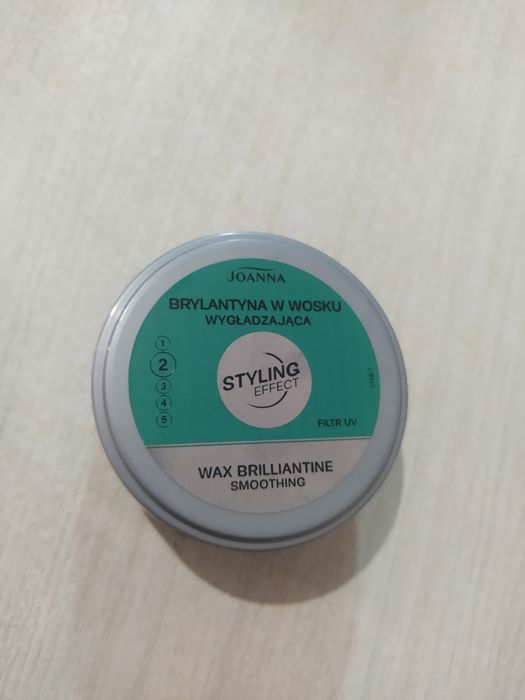 JOANNA
BRYLANTYNA W WOSKU
WYGŁADZAJĄCA
1
2
3
4
5
STYLING
EFFECT
FILTR UV
WAX BRILLIANTINE
SMOOTHING